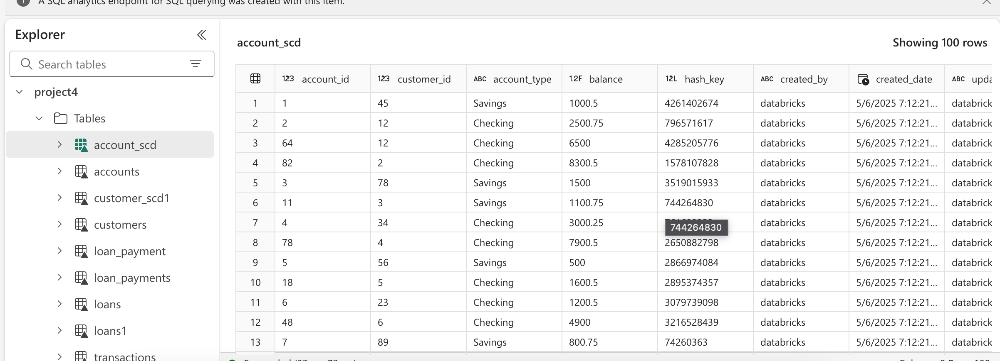 A SQL analytics endpoint for SQL querying was created with this item.
Explorer
Search tables
project4
Tables
account_scd
accounts
customer_scd1
customers
loan_payment
loan_payments
loans
loans1
transactions
account_scd
Showing 100 rows
123 account_id 123 customer_id ABC account_type 1.2F balance 12L hash_key ABC created_by created_date ABC
1 1 45 Savings 1000.5 4261402674 databricks 5/6/2025 7:12:21... databrick
2 2 12 Checking 2500.75 796571617 databricks 5/6/2025 7:12:21... databrick
3 64 12 Checking 6500 4285205776 databricks 5/6/2025 7:12:21... databrick
4 82 2 Checking 8300.5 1578107828 databricks 5/6/2025 7:12:21... databrick
5 3 78 Savings 1500 3519015933 databricks 5/6/2025 7:12:21... databrick
6 11 3 Savings 1100.75 744264830 databricks 5/6/2025 7:12:21... databrick
7 4 34 Checking 3000.25 databricks 5/6/2025 7:12:21... databrick
744264830
8 78 4 Checking 7900.5 2650882798 databricks 5/6/2025 7:12:21... databrick
9 5 56 Savings 500 2866974084 databricks 5/6/2025 7:12:21... databrick
10 18 5 Checking 1600.5 2895374357 databricks 5/6/2025 7:12:21... databrick
11 6 23 Checking 1200.5 3079739098 databricks 5/6/2025 7:12:21... databrick
12 48 6 Checking 4900 3216528439 databricks 5/6/2025 7:12:21... databrick
13 7 89 Savings 800.75 74260363 databricks 5/6/2025 7:12:21... databrick